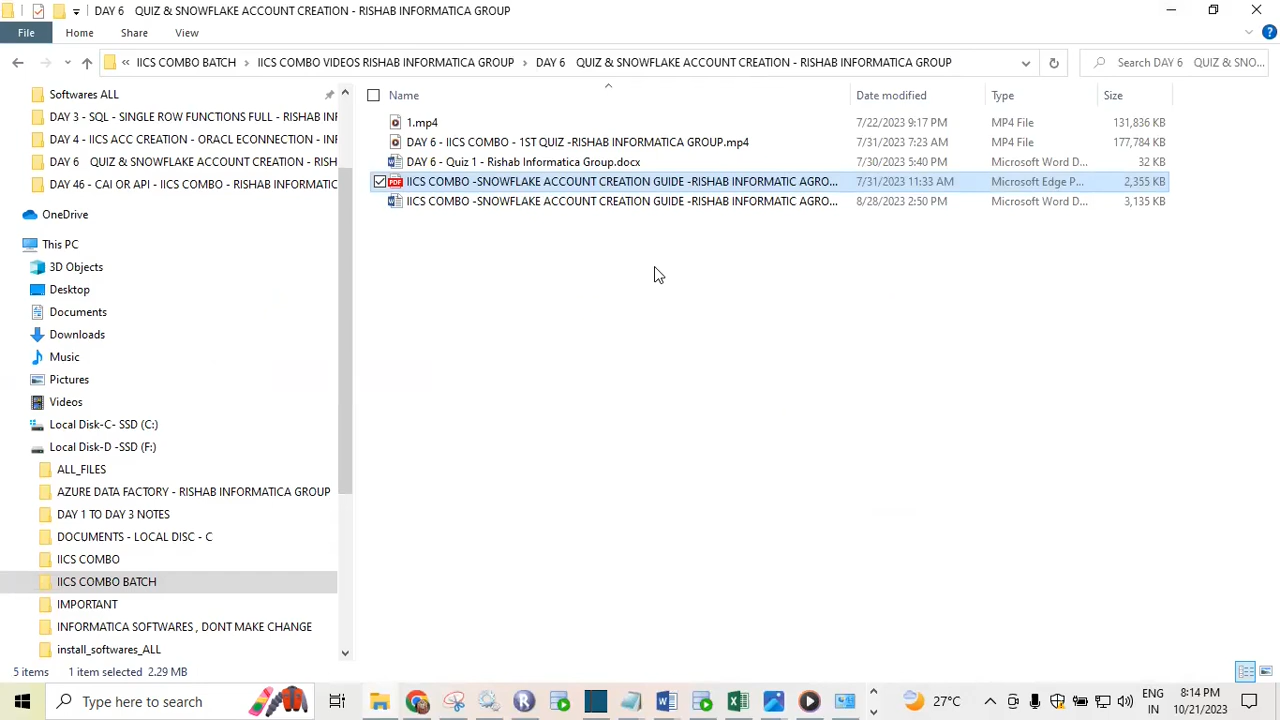 DAY 6 QUIZ & SNOWFLAKE ACCOUNT CREATION - RISHAB INFORMATICA GROUP
File Home Share View
« IICS COMBO BATCH › IICS COMBO VIDEOS RISHAB INFORMATICA GROUP › DAY 6 QUIZ & SNOWFLAKE ACCOUNT CREATION - RISHAB INFORMATICA GROUP
Search DAY 6 QUIZ & SNO...
Name Date modified Type Size
1.mp4 7/22/2023 9:17 PM MP4 File 131,836 KB
DAY 6 - IICS COMBO - 1ST QUIZ -RISHAB INFORMATICA GROUP.mp4 7/31/2023 7:23 AM MP4 File 177,784 KB
DAY 6 - Quiz 1 - Rishab Informatica Group.docx 7/30/2023 5:40 PM Microsoft Word D... 32 KB
PDF IICS COMBO -SNOWFLAKE ACCOUNT CREATION GUIDE -RISHAB INFORMATIC AGRO... 7/31/2023 11:33 AM Microsoft Edge P... 2,355 KB
IICS COMBO -SNOWFLAKE ACCOUNT CREATION GUIDE -RISHAB INFORMATIC AGRO... 8/28/2023 2:50 PM Microsoft Word D... 3,135 KB
Softwares ALL
DAY 3 - SQL - SINGLE ROW FUNCTIONS FULL - RISHAB INF
DAY 4 - IICS ACC CREATION - ORACL ECONNECTION - INF
DAY 6 QUIZ & SNOWFLAKE ACCOUNT CREATION - RISH
DAY 46 - CAI OR API - IICS COMBO - RISHAB INFORMATI
OneDrive
This PC
3D Objects
Desktop
Documents
Downloads
Music
Pictures
Videos
Local Disk-C- SSD (C:)
Local Disk-D -SSD (F:)
ALL_FILES
AZURE DATA FACTORY - RISHAB INFORMATICA GROUP
DAY 1 TO DAY 3 NOTES
DOCUMENTS - LOCAL DISC - C
IICS COMBO
IICS COMBO BATCH
IMPORTANT
INFORMATICA SOFTWARES , DONT MAKE CHANGE
install_softwares_ALL
5 items 1 item selected 2.29 MB
Type here to search
27°C
ENG
IN
8:14 PM
10/21/2023